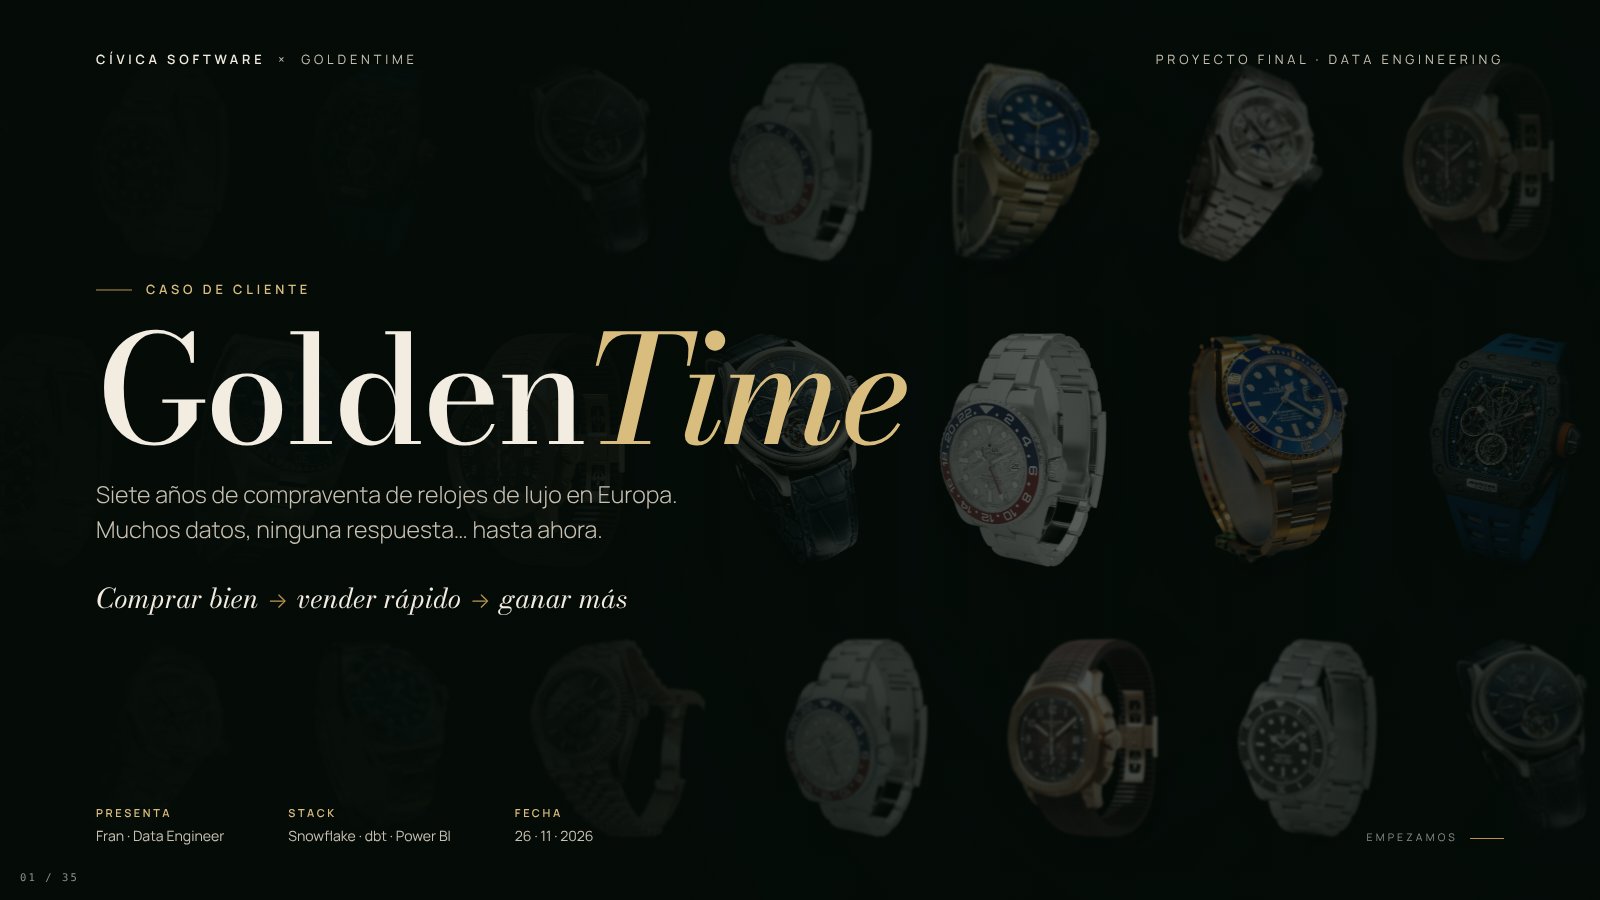 CÍVICA SOFTWARE × GOLDENTIME
PROYECTO FINAL · DATA ENGINEERING
CASO DE CLIENTE
GoldenTime
Siete años de compraventa de relojes de lujo en Europa.
Muchos datos, ninguna respuesta... hasta ahora.
Comprar bien → vender rápido → ganar más
PRESENTA
Fran · Data Engineer
STACK
Snowflake · dbt · Power BI
FECHA
26 · 11 · 2026
EMPEZAMOS
01 / 35